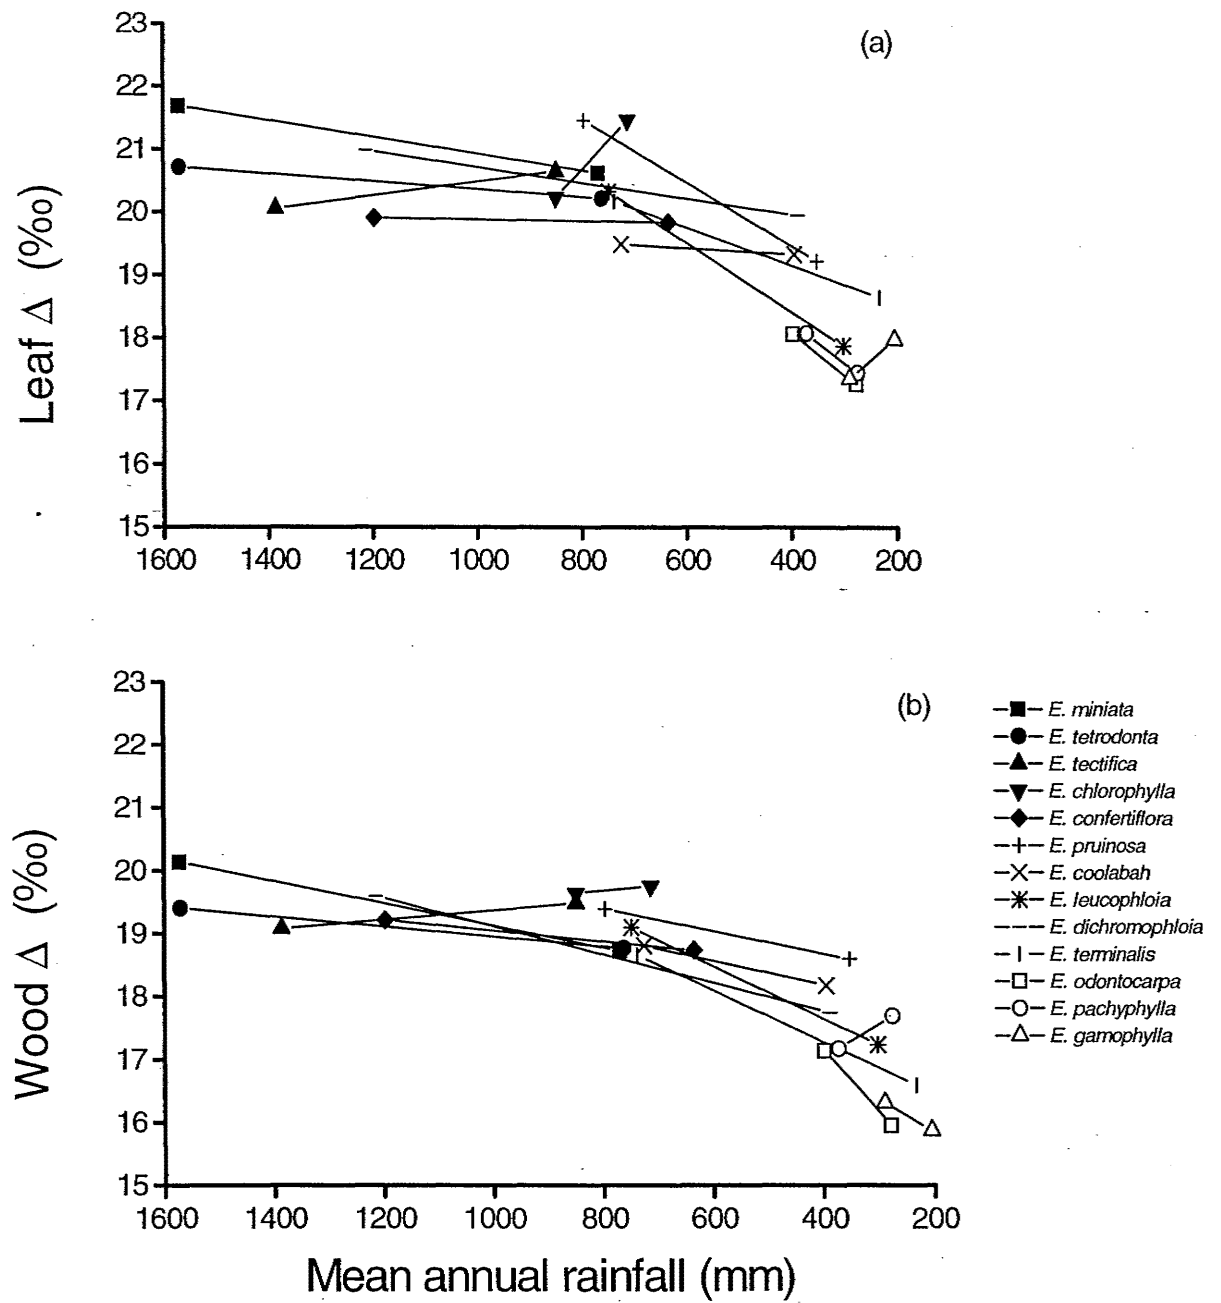 (a)
23
22
21
20
19
18
17
16
15
Leaf Δ (‰)
1600 1400 1200 1000 800 600 400 200
(b)
23
22
21
20
19
18
17
16
15
Wood Δ (‰)
1600 1400 1200 1000 800 600 400 200
Mean annual rainfall (mm)
E. miniata
E. tetrodonta
E. tectifica
E. chlorophylla
E. confertiflora
E. pruinosa
E. coolabah
E. leucophloia
E. dichromophloia
E. terminalis
E. odontocarpa
E. pachyphylla
E. gamophylla